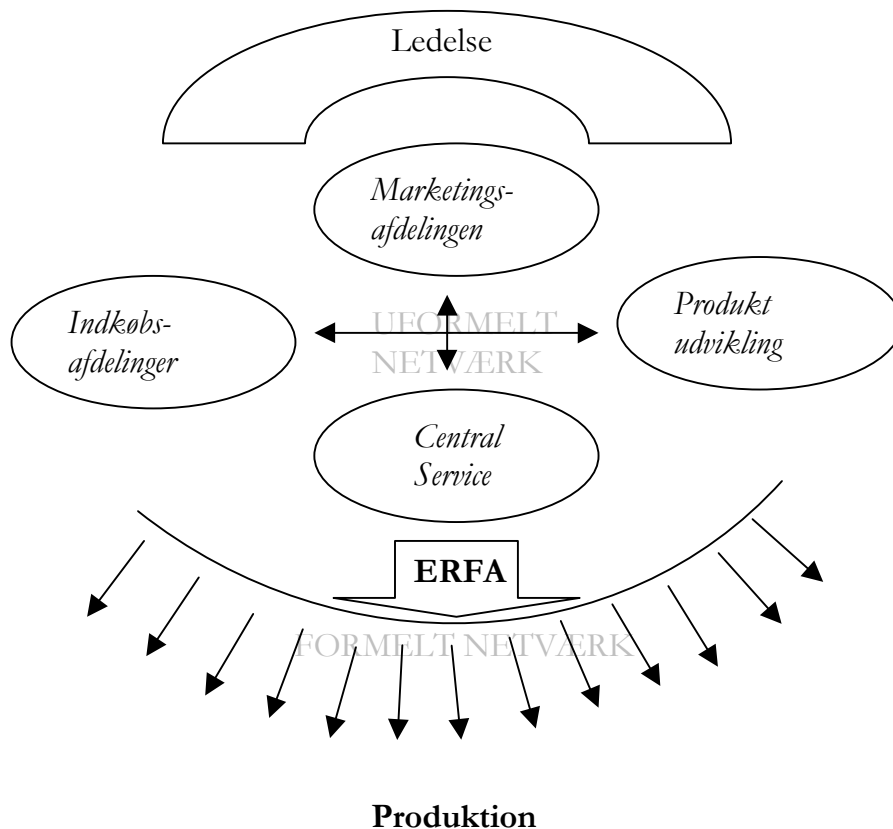 Ledelse
Marketings-
afdelingen
Indkøbs-
afdelinger
UFORMELT
NETVÆRK
Produkt
udvikling
Central
Service
ERFA
FORMELT NETVÆRK
Produktion